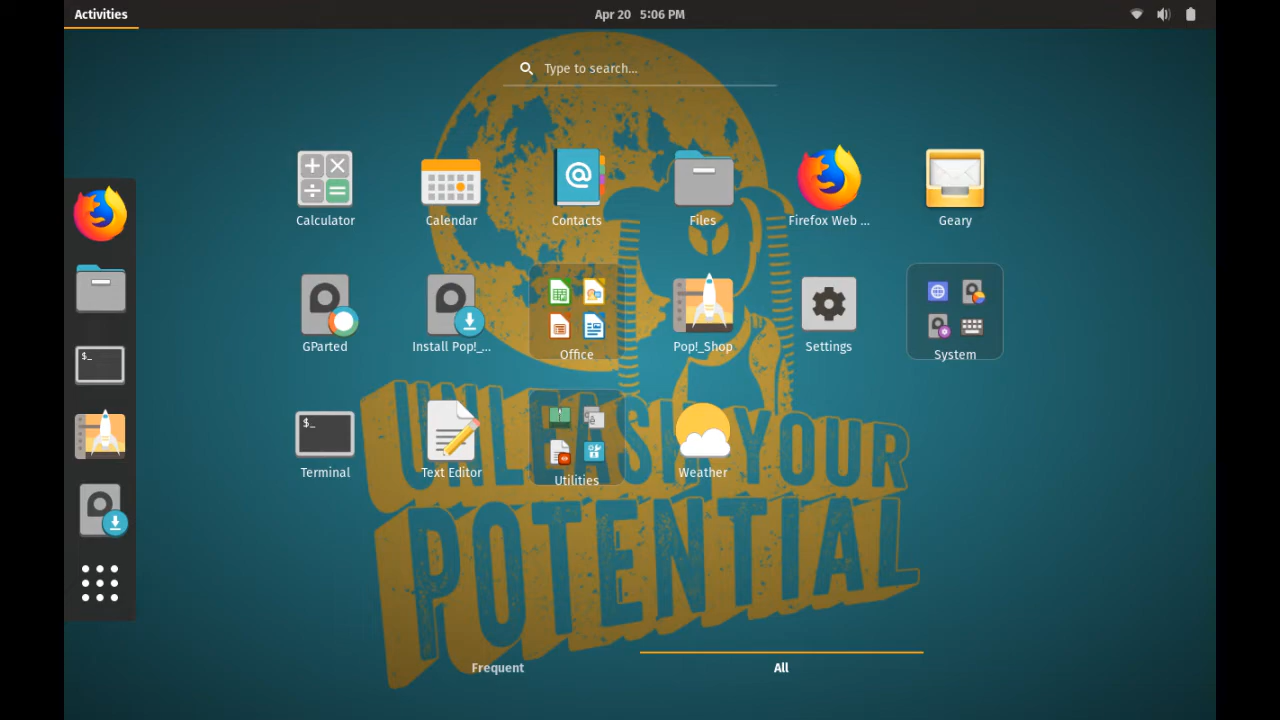 Activities
Apr 20 5:06 PM
Type to search...
Calculator
Calendar
Contacts
Files
Firefox Web ...
Geary
GParted
Install Pop!_...
Office
Pop!_Shop
Settings
System
$_
$_
Terminal
Text Editor
Utilities
Weather
UNLEASH YOUR
POTENTIAL
Frequent
All